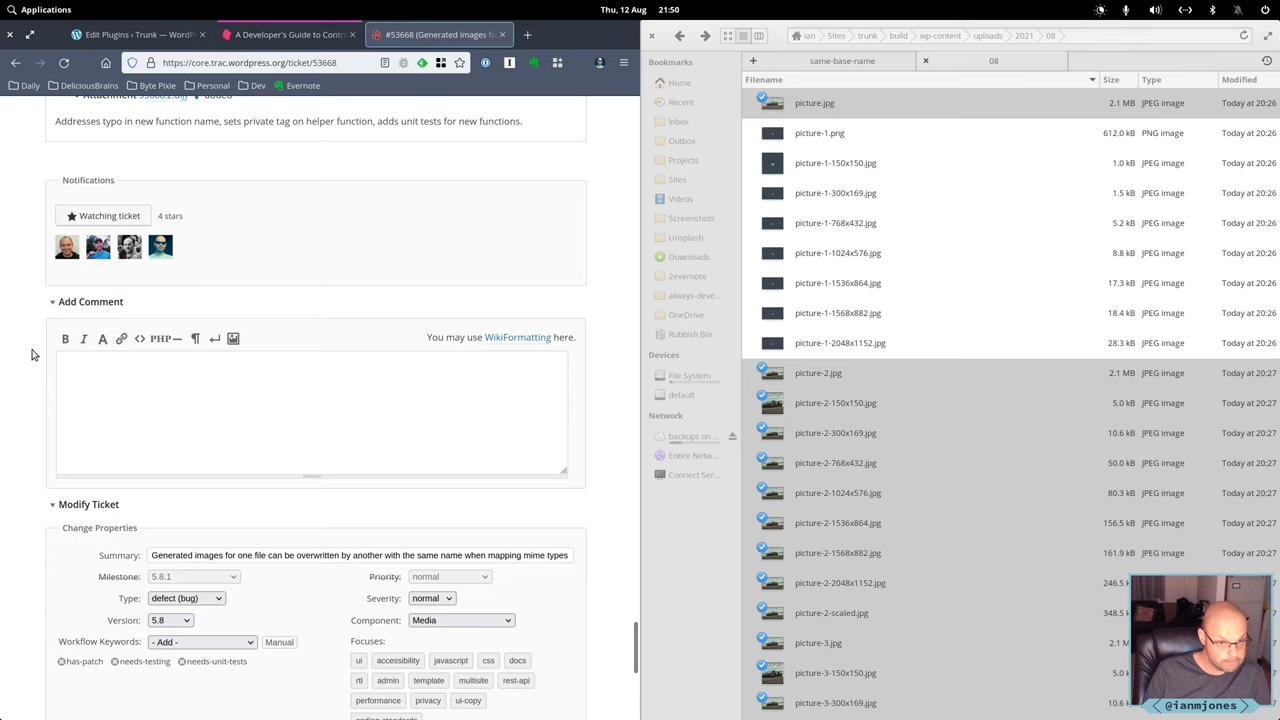 Applications
Thu, 12 Aug 21:50
Edit Plugins ‹ Trunk — WordPr
A Developer's Guide to Contri
#53668 (Generated images fo
https://core.trac.wordpress.org/ticket/53668
Daily
DeliciousBrains
Byte Pixie
Personal
Dev
Evernote
Addresses typo in new function name, sets private tag on helper function, adds unit tests for new functions.
Notifications
Watching ticket
4 stars
Add Comment
B I A <> PHP
You may use WikiFormatting here.
Modify Ticket
Change Properties
Summary: Generated images for one file can be overwritten by another with the same name when mapping mime types
Milestone: 5.8.1
Priority: normal
Type: defect (bug)
Severity: normal
Version: 5.8
Component: Media
Workflow Keywords: - Add - Manual
Focuses:
has-patch needs-testing needs-unit-tests
ui accessibility javascript css docs
rtl admin template multisite rest-api
performance privacy ui-copy
ian Sites trunk build wp-content uploads 2021 08
Bookmarks
Home
Recent
Inbox
Outbox
Projects
Sites
Videos
Screenshots
Unsplash
Downloads
2evernote
always-deve...
OneDrive
Rubbish Bin
Devices
File System
default
Network
backups on ...
Entire Netw...
Connect Ser...
same-base-name
08
Filename Size Type Modified
picture.jpg 2.1 MB JPEG image Today at 20:26
picture-1.png 612.0 kB PNG image Today at 20:26
picture-1-150x150.jpg 1.0 kB JPEG image Today at 20:26
picture-1-300x169.jpg 1.5 kB JPEG image Today at 20:26
picture-1-768x432.jpg 5.2 kB JPEG image Today at 20:26
picture-1-1024x576.jpg 8.8 kB JPEG image Today at 20:26
picture-1-1536x864.jpg 17.3 kB JPEG image Today at 20:26
picture-1-1568x882.jpg 18.4 kB JPEG image Today at 20:26
picture-1-2048x1152.jpg 28.3 kB JPEG image Today at 20:26
picture-2.jpg 2.1 MB JPEG image Today at 20:27
picture-2-150x150.jpg 5.0 kB JPEG image Today at 20:27
picture-2-300x169.jpg 10.6 kB JPEG image Today at 20:27
picture-2-768x432.jpg 50.0 kB JPEG image Today at 20:27
picture-2-1024x576.jpg 80.3 kB JPEG image Today at 20:27
picture-2-1536x864.jpg 156.5 kB JPEG image Today at 20:27
picture-2-1568x882.jpg 161.9 kB JPEG image Today at 20:27
picture-2-2048x1152.jpg 246.5
picture-2-scaled.jpg 348.5
picture-3.jpg 2.1
picture-3-150x150.jpg 5.0
picture-3-300x169.jpg 10.6
< @ianmjones >